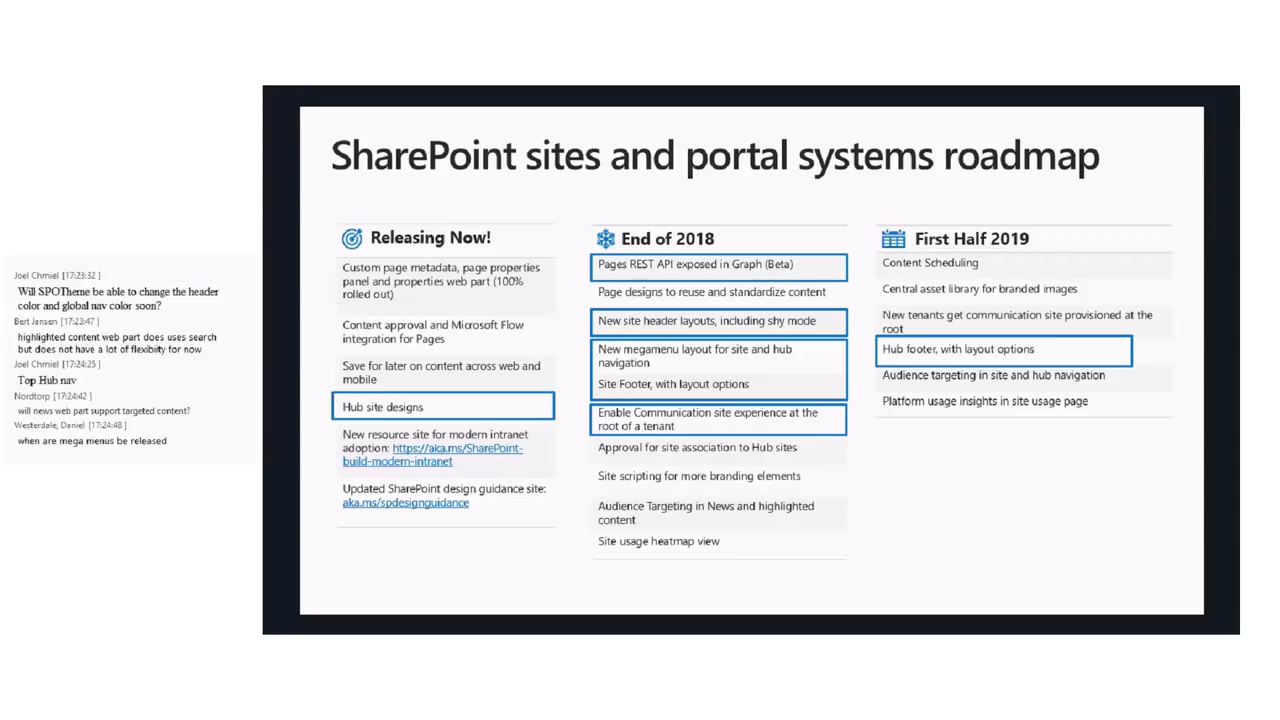 Joel Chmiel [17:23:32 ]
Will SPOTheme be able to change the header
color and global nav color soon?
Bert Jansen [17:23:47 ]
highlighted content web part does uses search
but does not have a lot of flexibiity for now
Joel Chmiel [17:24:25 ]
Top Hub nav
Nordtorp [17:24:42 ]
will news web part support targeted content?
Westerdale, Daniel [17:24:48 ]
when are mega menus be released
SharePoint sites and portal systems roadmap
Releasing Now!
Custom page metadata, page properties
panel and properties web part (100%
rolled out)
Content approval and Microsoft Flow
integration for Pages
Save for later on content across web and
mobile
Hub site designs
New resource site for modern intranet
adoption: https://aka.ms/SharePoint-
build-modern-intranet
Updated SharePoint design guidance site:
aka.ms/spdesignguidance
End of 2018
Pages REST API exposed in Graph (Beta)
Page designs to reuse and standardize content
New site header layouts, including shy mode
New megamenu layout for site and hub
navigation
Site Footer, with layout options
Enable Communication site experience at the
root of a tenant
Approval for site association to Hub sites
Site scripting for more branding elements
Audience Targeting in News and highlighted
content
Site usage heatmap view
First Half 2019
Content Scheduling
Central asset library for branded images
New tenants get communication site provisioned at the
root
Hub footer, with layout options
Audience targeting in site and hub navigation
Platform usage insights in site usage page